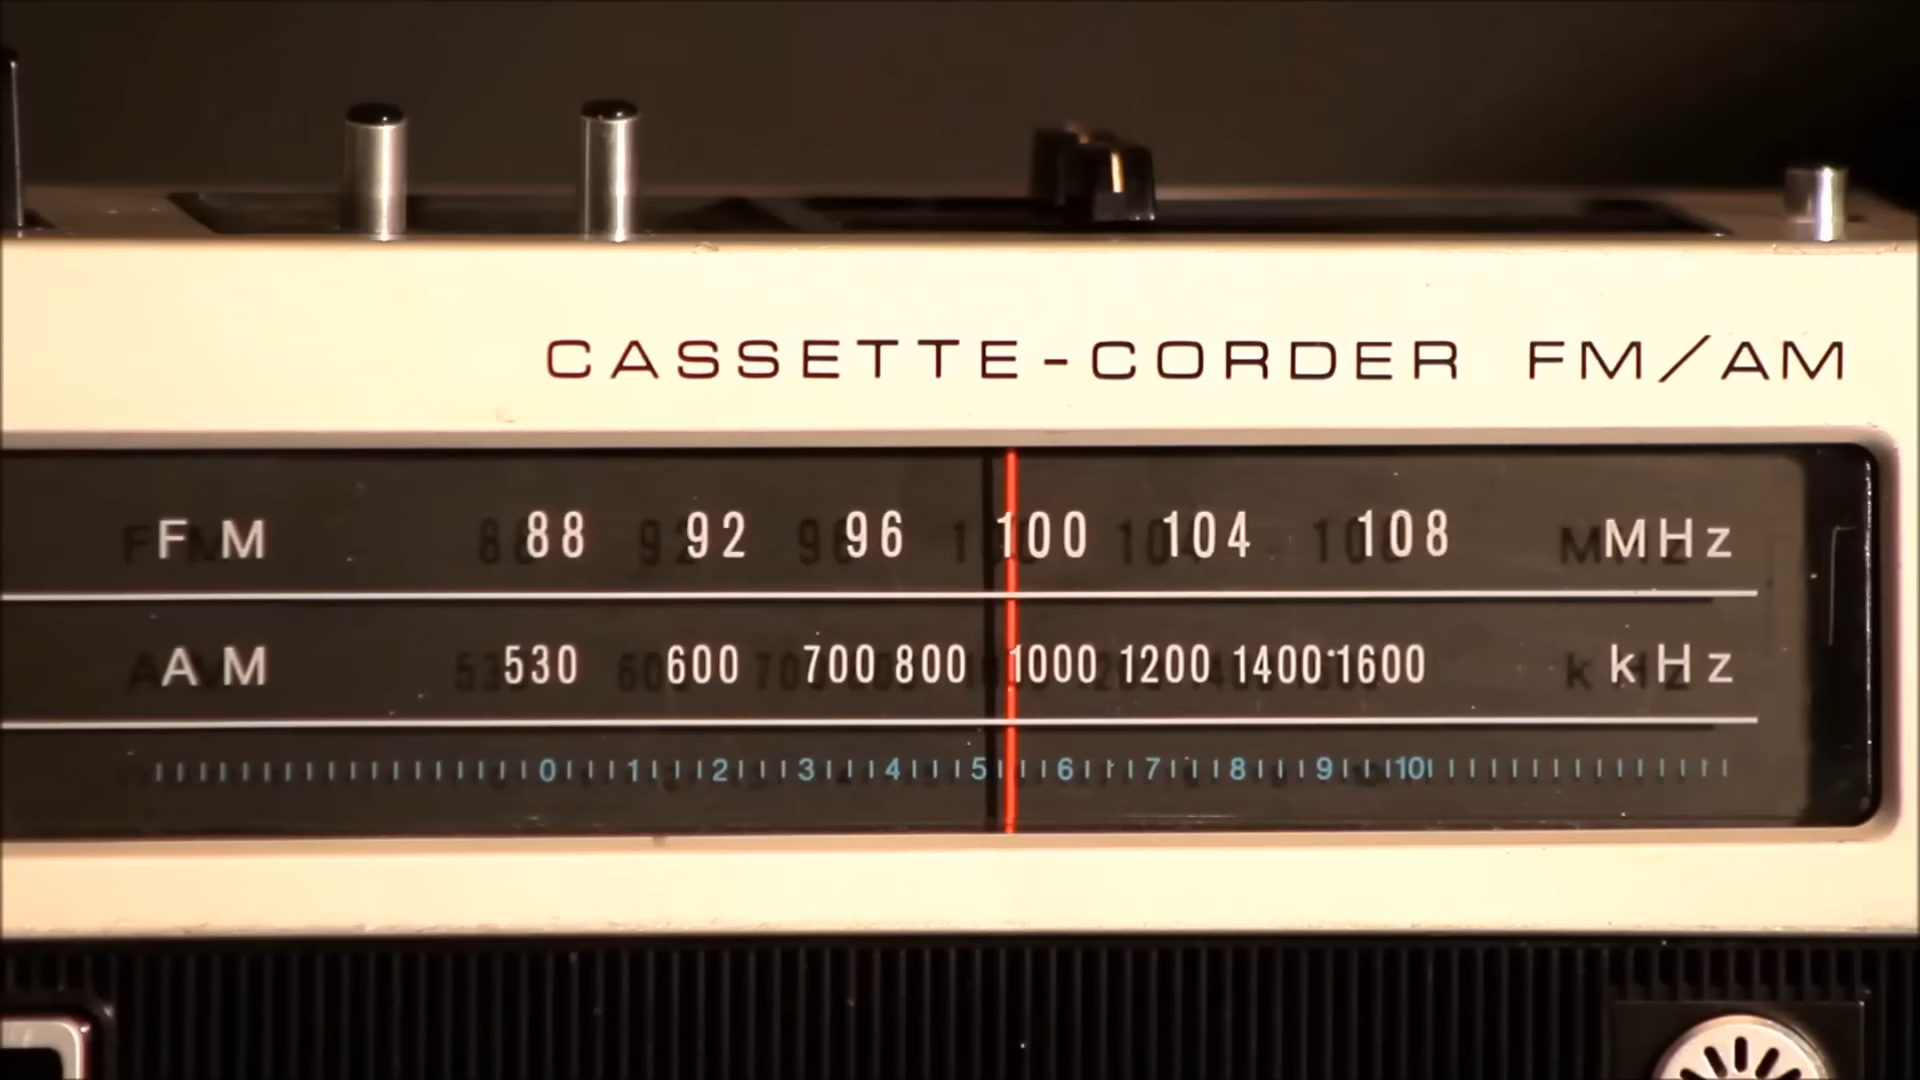 CASSETTE-CORDER FM/AM
FM 88 92 96 100 104 108 MHz
AM 530 600 700 800 1000 1200 1400 1600 kHz
0 1 2 3 4 5 6 7 8 9 10